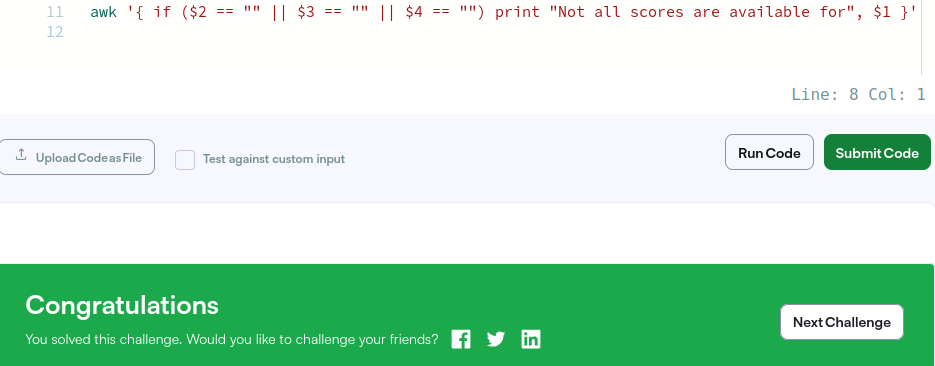 11 awk '{ if ($2 == "" || $3 == "" || $4 == "") print "Not all scores are available for", $1 }'
12
Line: 8 Col: 1
Upload Code as File
Test against custom input
Run Code
Submit Code
Congratulations
You solved this challenge. Would you like to challenge your friends?
Next Challenge